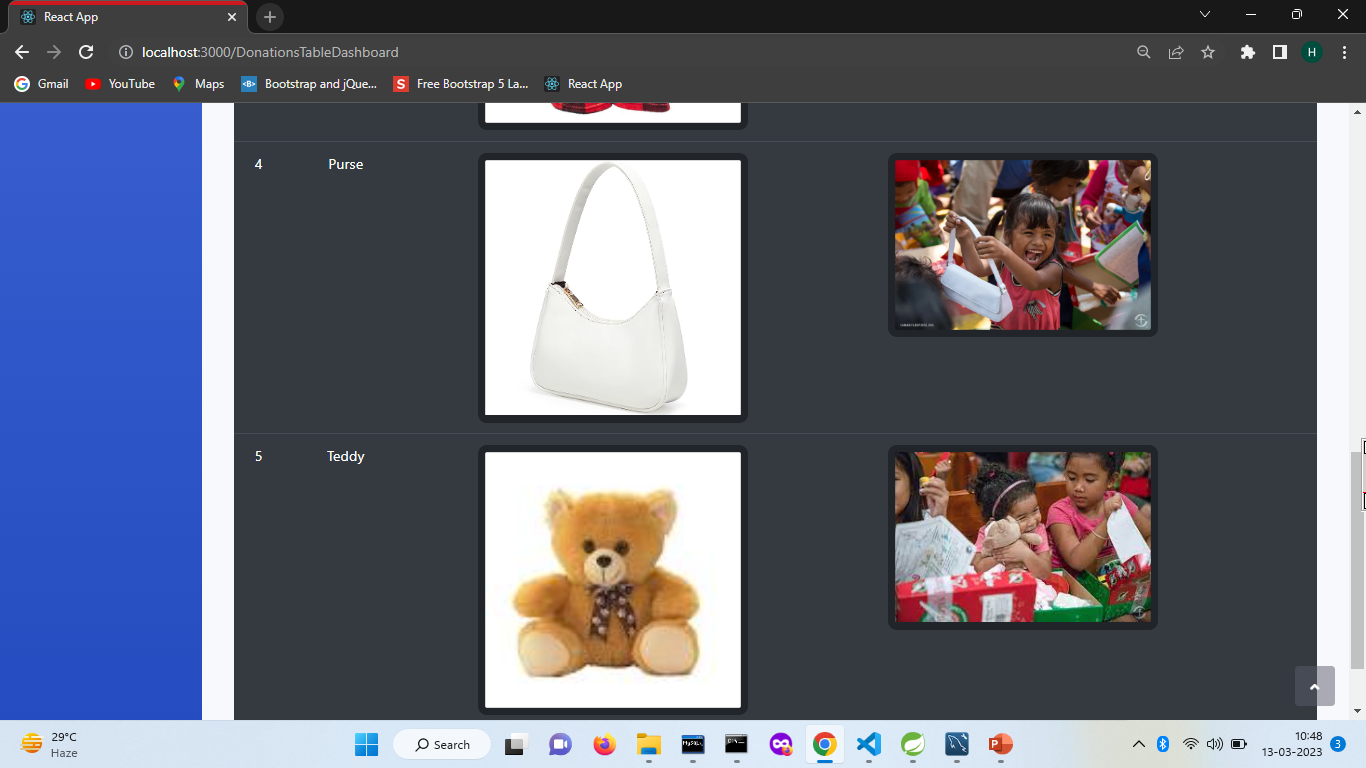 React App
localhost:3000/DonationsTableDashboard
H
Gmail
YouTube
Maps
Bootstrap and jQue...
Free Bootstrap 5 La...
React App
4 Purse
5 Teddy
29°C
Haze
Search
10:48
13-03-2023
3